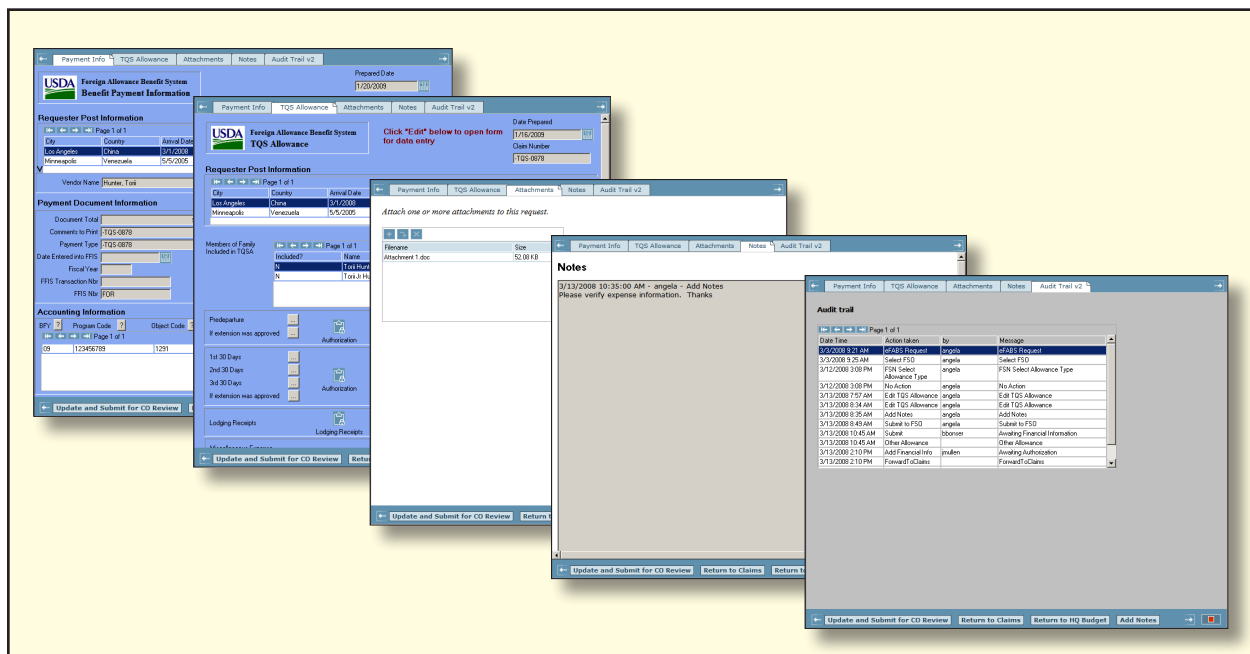 Payment Info TQS Allowance Attachments Notes Audit Trail v2
USDA Foreign Allowance Benefit System
Benefit Payment Information
Prepared Date
1/20/2009
Requester Post Information
Page 1 of 1
City Country Arrival Date
Los Angeles China 3/1/2008
Minneapolis Venezuela 5/5/2005
V
Vendor Name Hunter, Torii
Payment Document Information
Document Total
Comments to Print -TQS-0878
Payment Type -TQS-0878
Date Entered into FFIS
Fiscal Year
FFIS Transaction Nbr
FFIS Nbr FOR
Accounting Information
BFY ? Program Code ? Object Code ?
Page 1 of 1
09 123456789 1291
Update and Submit for CO Review
Payment Info TQS Allowance Attachments Notes Audit Trail v2
USDA Foreign Allowance Benefit System
TQS Allowance
Click "Edit" below to open form
for data entry
Date Prepared
1/16/2009
Claim Number
-TQS-0878
Requester Post Information
Page 1 of 1
City Country Arrival Date
Los Angeles China 3/1/2008
Minneapolis Venezuela 5/5/2005
Members of Family
Included in TQSA
Page 1 of 1
Included? Name
N Torii Hunt
N Torii Jr Hu
Predeparture ...
If extension was approved ...
Authorization
1st 30 Days ...
2nd 30 Days ...
3rd 30 Days ...
If extension was approved ...
Authorization
Lodging Receipts
Lodging Receipts
Update and Submit for CO Review Retu
Payment Info TQS Allowance Attachments Notes Audit Trail v2
Attach one or more attachments to this request.
Filename Size
Attachment 1.doc 52.08 KB
Update and Submit for CO Review Return t
Payment Info TQS Allowance Attachments Notes Audit Trail v2
Notes
3/13/2008 10:35:00 AM - angela - Add Notes
Please verify expense information. Thanks
Update and Submit for CO Review Return to Claims Return t
Payment Info TQS Allowance Attachments Notes Audit Trail v2
Audit trail
Page 1 of 1
Date Time Action taken by Message
3/3/2008 9:21 AM eFABS Request angela eFABS Request
3/3/2008 9:25 AM Select FSO angela Select FSO
3/12/2008 3:08 PM FSN Select Allowance Type angela FSN Select Allowance Type
3/12/2008 3:08 PM No Action angela No Action
3/13/2008 7:57 AM Edit TQS Allowance angela Edit TQS Allowance
3/13/2008 8:34 AM Edit TQS Allowance angela Edit TQS Allowance
3/13/2008 8:35 AM Add Notes angela Add Notes
3/13/2008 8:49 AM Submit to FSO angela Submit to FSO
3/13/2008 10:45 AM Submit bbonser Awaiting Financial Information
3/13/2008 10:45 AM Other Allowance Other Allowance
3/13/2008 2:10 PM Add Financial Info jmullen Awaiting Authorization
3/13/2008 2:10 PM ForwardToClaims ForwardToClaims
Update and Submit for CO Review Return to Claims Return to HQ Budget Add Notes